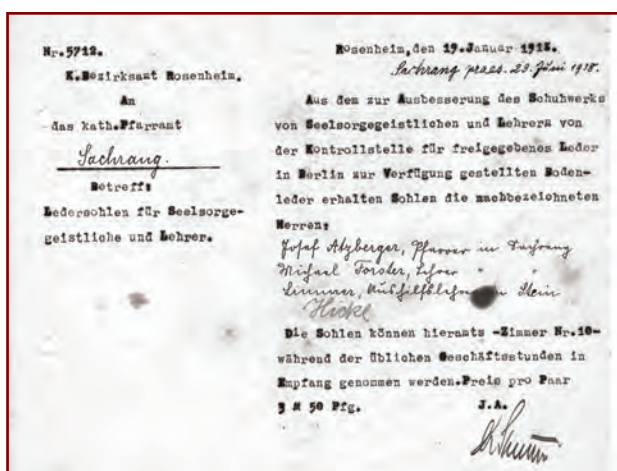 Nr.5712.
K.Bezirksamt Rosenheim.
An
das kath.Pfarramt
Sachrang.
Betreff:
Ledersohlen für Seelsorge-
geistliche und Lehrer.
Rosenheim, den 19.Januar 1918.
Sachrang praes. 23. Juni 1918.
Aus dem zur Ausbesserung des Schuhwerks
von Seelsorgegeistlichen und Lehrern von
der Kontrollstelle für freigegebenes Leder
in Berlin zur Verfügung gestellten Boden-
leder erhalten Sohlen die nachbezeichneten
Herren:
Josef Atzberger, Pfarrer in Sachrang
Michael Forster, Lehrer " "
Aushilfslehrer in Stein
Die Sohlen können hieramts -Zimmer Nr.10-
während der üblichen Geschäftsstunden in
Empfang genommen werden.Preis pro Paar
3 M 50 Pfg.
J.A.